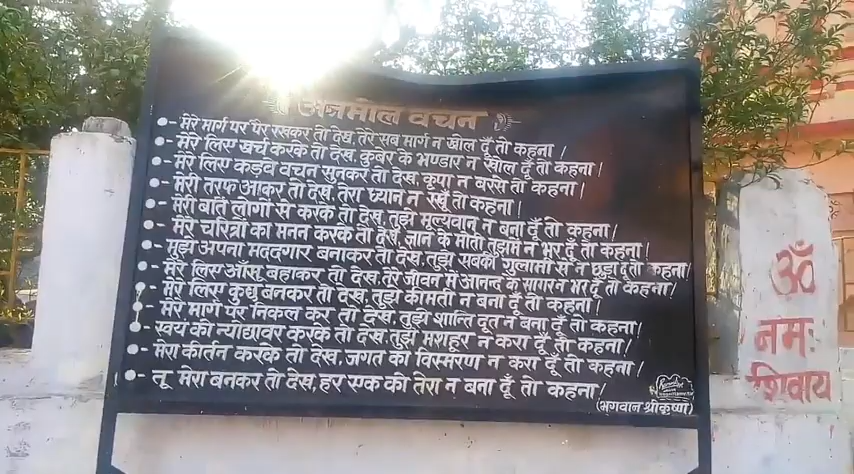 अनमोल वचन
- मेरे मार्ग पर पैर रखकर तो देख, तेरे सब मार्ग न खोल दूँ तो कहना !
- मेरे लिए खर्च करके तो देख, कुबेर के भण्डार न खोल दूँ तो कहना !
- मेरे लिए कड़वे वचन सुनकर तो देख, कृपा न बरसे तो कहना !
- मेरी तरफ आकर तो देख, तेरा ध्यान न रखूँ तो कहना !
- मेरी बातें लोगों से करके तो देख, तुझे मूल्यवान न बना दूँ तो कहना !
- मेरे चरित्रों का मनन करके तो देख, ज्ञान के मोती तुझमें न भर दूँ तो कहना !
- मुझे अपना मददगार बनाकर तो देख, तुझे सबकी गुलामी से न छुड़ा दूँ तो कहना !
- मेरे लिए आँसू बहाकर तो देख, तेरे जीवन में आनन्द के सागर न भर दूँ तो कहना !
- मेरे लिए कुछ बनकर तो देख, तुझे कीमती न बना दूँ तो कहना !
- मेरे मार्ग पर निकल कर तो देख, तुझे शान्ति दूत न बना दूँ तो कहना !
- स्वयं को न्योछावर करके तो देख, तुझे मशहूर न करा दूँ तो कहना !
- मेरा कीर्तन करके तो देख, जगत का विस्मरण न करा दूँ तो कहना !
- तू मेरा बनकर तो देख, हर एक को तेरा न बना दूँ तो कहना !
(भगवान श्रीकृष्ण)
ॐ
नमः
शिवाय